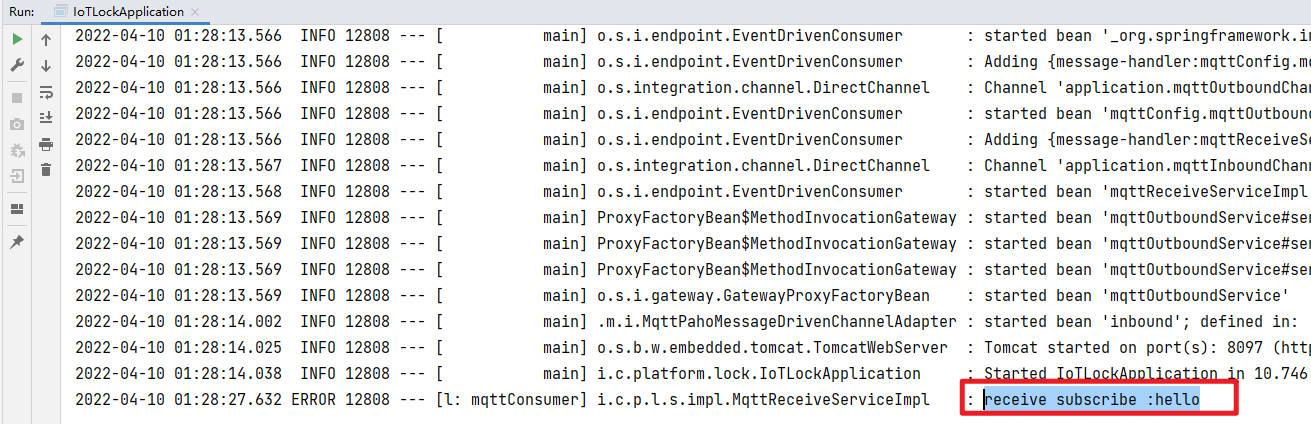 Run: IoTLockApplication ×
2022-04-10 01:28:13.566  INFO 12808 --- [           main] o.s.i.endpoint.EventDrivenConsumer       : started bean '_org.springframework.in
2022-04-10 01:28:13.566  INFO 12808 --- [           main] o.s.i.endpoint.EventDrivenConsumer       : Adding {message-handler:mqttConfig.mq
2022-04-10 01:28:13.566  INFO 12808 --- [           main] o.s.integration.channel.DirectChannel    : Channel 'application.mqttOutboundChan
2022-04-10 01:28:13.566  INFO 12808 --- [           main] o.s.i.endpoint.EventDrivenConsumer       : started bean 'mqttConfig.mqttOutbound
2022-04-10 01:28:13.566  INFO 12808 --- [           main] o.s.i.endpoint.EventDrivenConsumer       : Adding {message-handler:mqttReceiveSe
2022-04-10 01:28:13.567  INFO 12808 --- [           main] o.s.integration.channel.DirectChannel    : Channel 'application.mqttInboundChann
2022-04-10 01:28:13.568  INFO 12808 --- [           main] o.s.i.endpoint.EventDrivenConsumer       : started bean 'mqttReceiveServiceImpl.
2022-04-10 01:28:13.569  INFO 12808 --- [           main] ProxyFactoryBean$MethodInvocationGateway : started bean 'mqttOutboundService#sen
2022-04-10 01:28:13.569  INFO 12808 --- [           main] ProxyFactoryBean$MethodInvocationGateway : started bean 'mqttOutboundService#sen
2022-04-10 01:28:13.569  INFO 12808 --- [           main] ProxyFactoryBean$MethodInvocationGateway : started bean 'mqttOutboundService#sen
2022-04-10 01:28:13.569  INFO 12808 --- [           main] o.s.i.gateway.GatewayProxyFactoryBean    : started bean 'mqttOutboundService'
2022-04-10 01:28:14.002  INFO 12808 --- [           main] .m.i.MqttPahoMessageDrivenChannelAdapter : started bean 'inbound'; defined in:
2022-04-10 01:28:14.025  INFO 12808 --- [           main] o.s.b.w.embedded.tomcat.TomcatWebServer  : Tomcat started on port(s): 8097 (htt
2022-04-10 01:28:14.038  INFO 12808 --- [           main] i.c.platform.lock.IoTLockApplication     : Started IoTLockApplication in 10.746
2022-04-10 01:28:27.632 ERROR 12808 --- [l: mqttConsumer] i.c.p.l.s.impl.MqttReceiveServiceImpl    : receive subscribe :hello